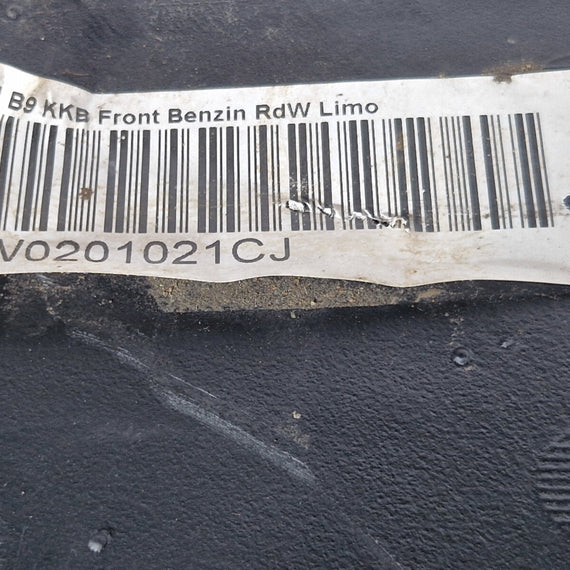 B9 KKB Front Benzin RdW Limo
V0201021CJ